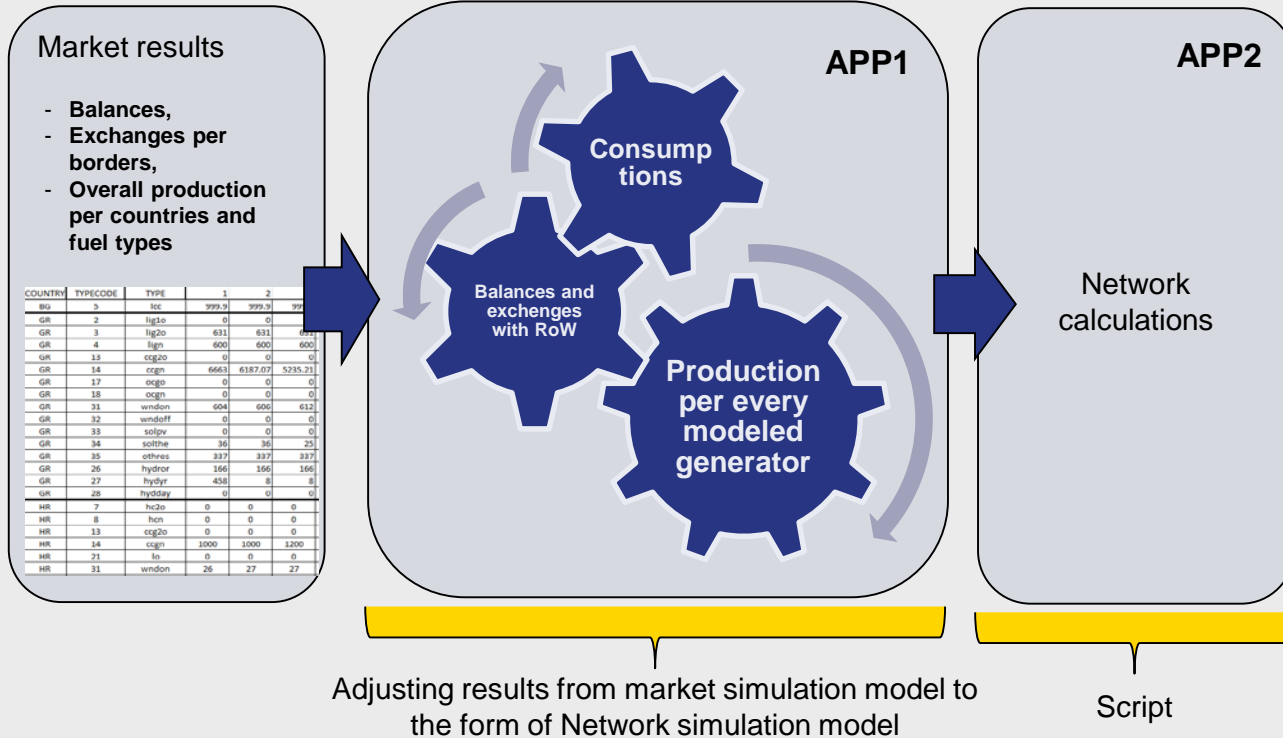 Market results
- Balances,
- Exchanges per
borders,
- Overall production
per countries and
fuel types
COUNTRY TYPECODE TYPE 1 2
BG 5 lcc 999.9 999.9
GR 2 lig1o 0 0
GR 3 lig2o 631 631 631
GR 4 lign 600 600 600
GR 13 ccg2o 0 0 0
GR 14 ccgn 6663 6187.07 5235.21
GR 17 ocgo 0 0 0
GR 18 ocgn 0 0 0
GR 31 wndon 604 606 612
GR 32 wndoff 0 0 0
GR 33 solpv 0 0 0
GR 34 solthe 36 36 25
GR 35 othres 337 337 337
GR 26 hydror 166 166 166
GR 27 hydyr 458 8 8
GR 28 hydday 0 0 0
HR 7 hc2o 0 0 0
HR 8 hcn 0 0 0
HR 13 ccg2o 0 0 0
HR 14 ccgn 1000 1000 1200
HR 21 lo 0 0 0
HR 31 wndon 26 27 27
APP1
Consump
tions
Balances and
exchenges
with RoW
Production
per every
modeled
generator
Adjusting results from market simulation model to
the form of Network simulation model
APP2
Network
calculations
Script